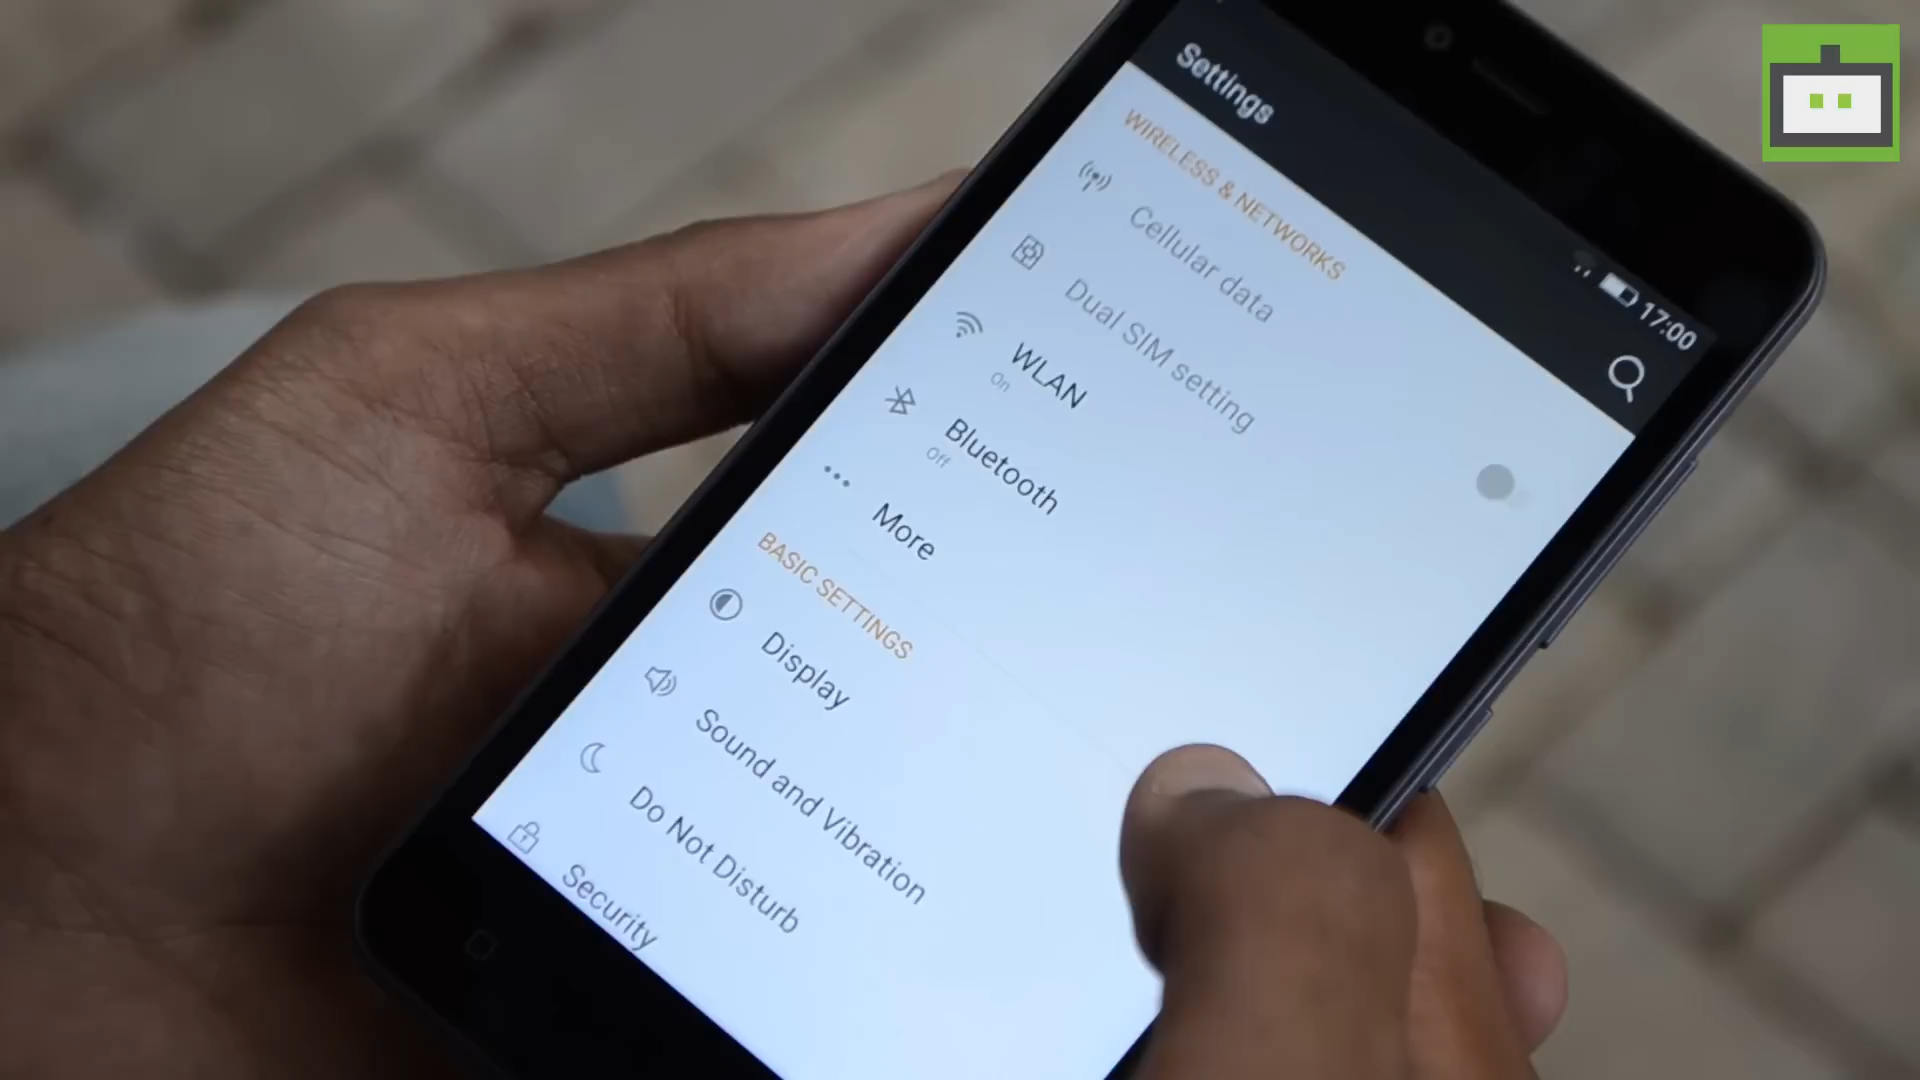 17:00
Settings
WIRELESS & NETWORKS
Cellular data
Dual SIM setting
WLAN
On
Bluetooth
Off
More
BASIC SETTINGS
Display
Sound and Vibration
Do Not Disturb
Security